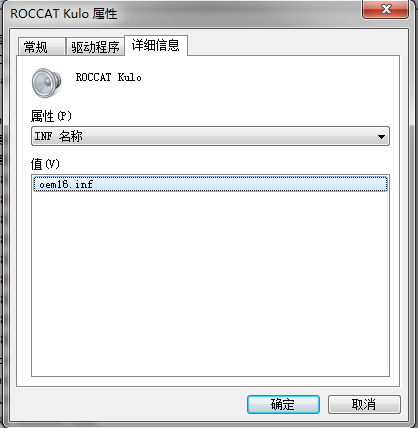 ROCCAT Kulo 属性
常规 驱动程序 详细信息
ROCCAT Kulo
属性(P)
INF 名称
值(V)
oem16.inf
确定 取消